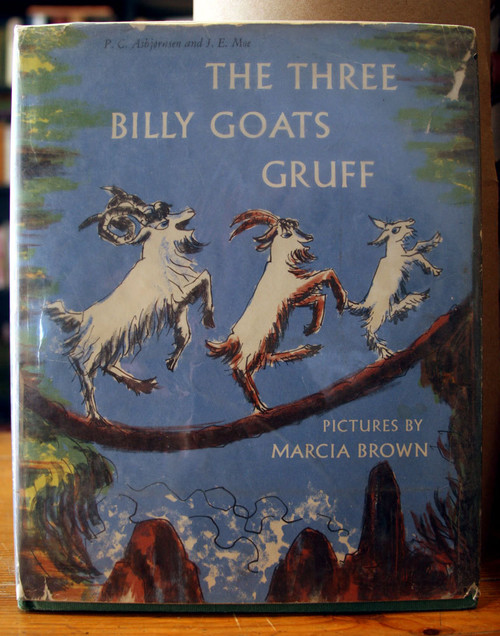 P. C. Asbjørnsen and J. E. Moe
THE THREE
BILLY GOATS
GRUFF
PICTURES BY
MARCIA BROWN